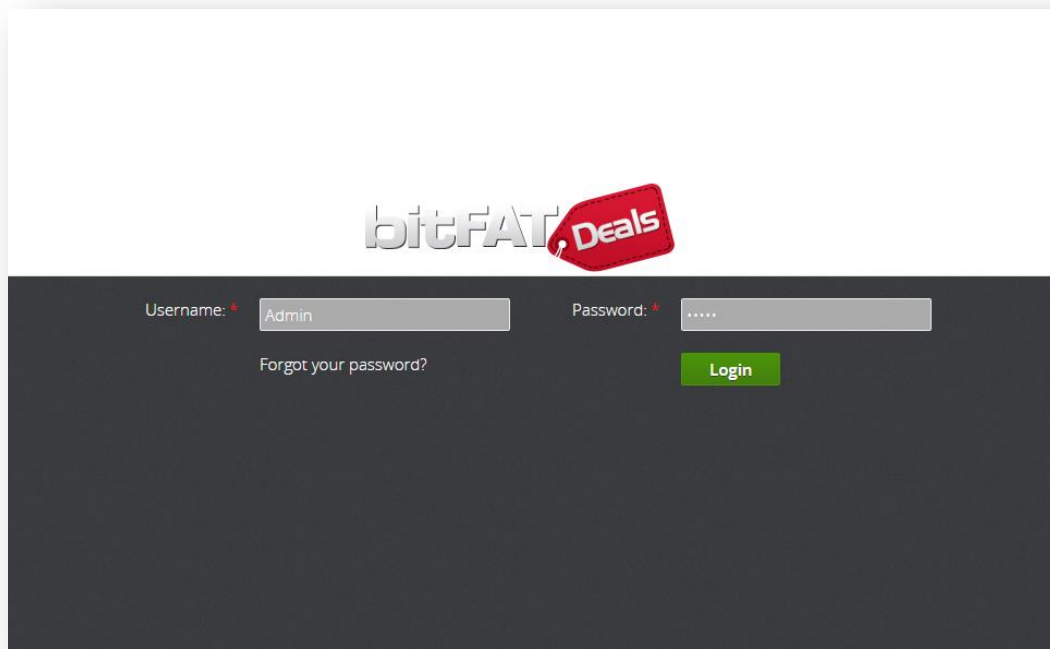 bitFAT Deals
Username: * Admin Password: * •••••
Forgot your password? Login